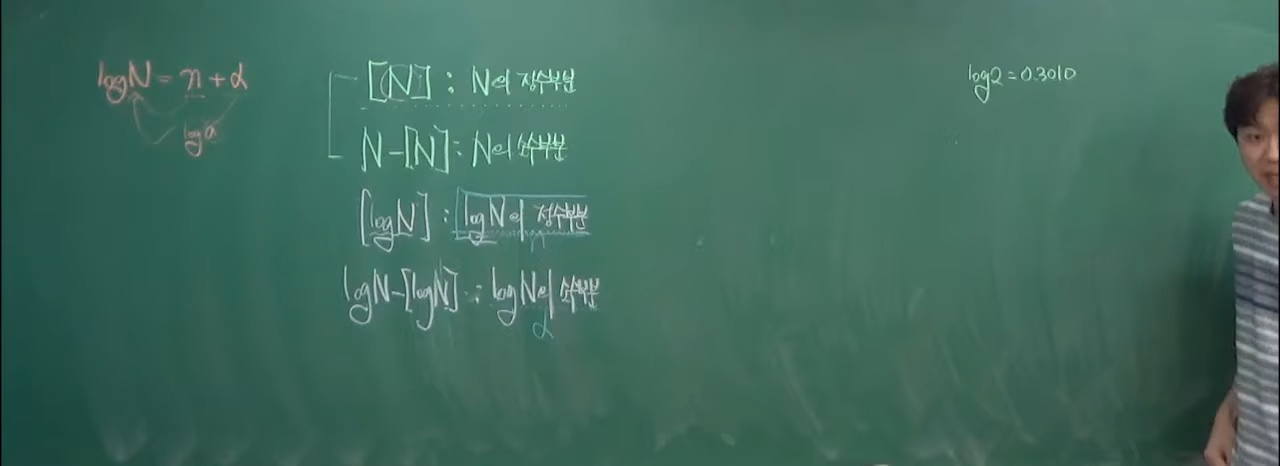 logN = n + α
log a
[N] : N의 정수부분
N-[N] : N의 소수부분
[logN] : logN의 정수부분
n
logN-[logN] : logN의 소수부분
α
log2=0.3010